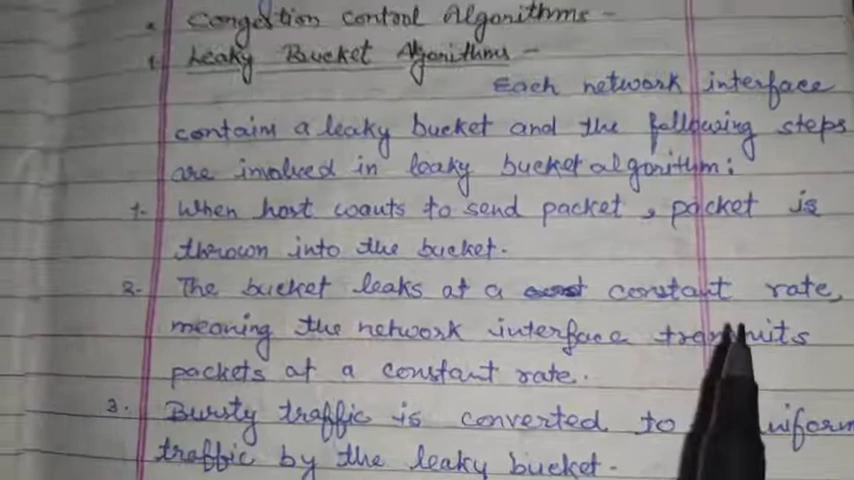 Congestion control Algorithms -
1. Leaky Bucket Algorithms -
Each network interface
contain a leaky bucket and the following steps
are involved in leaky bucket algorithm:
1. When host wants to send packet, packet is
thrown into the bucket.
2. The bucket leaks at a constant rate,
meaning the network interface transmits
packets at a constant rate.
3. Bursty traffic is converted to uniform
traffic by the leaky bucket.